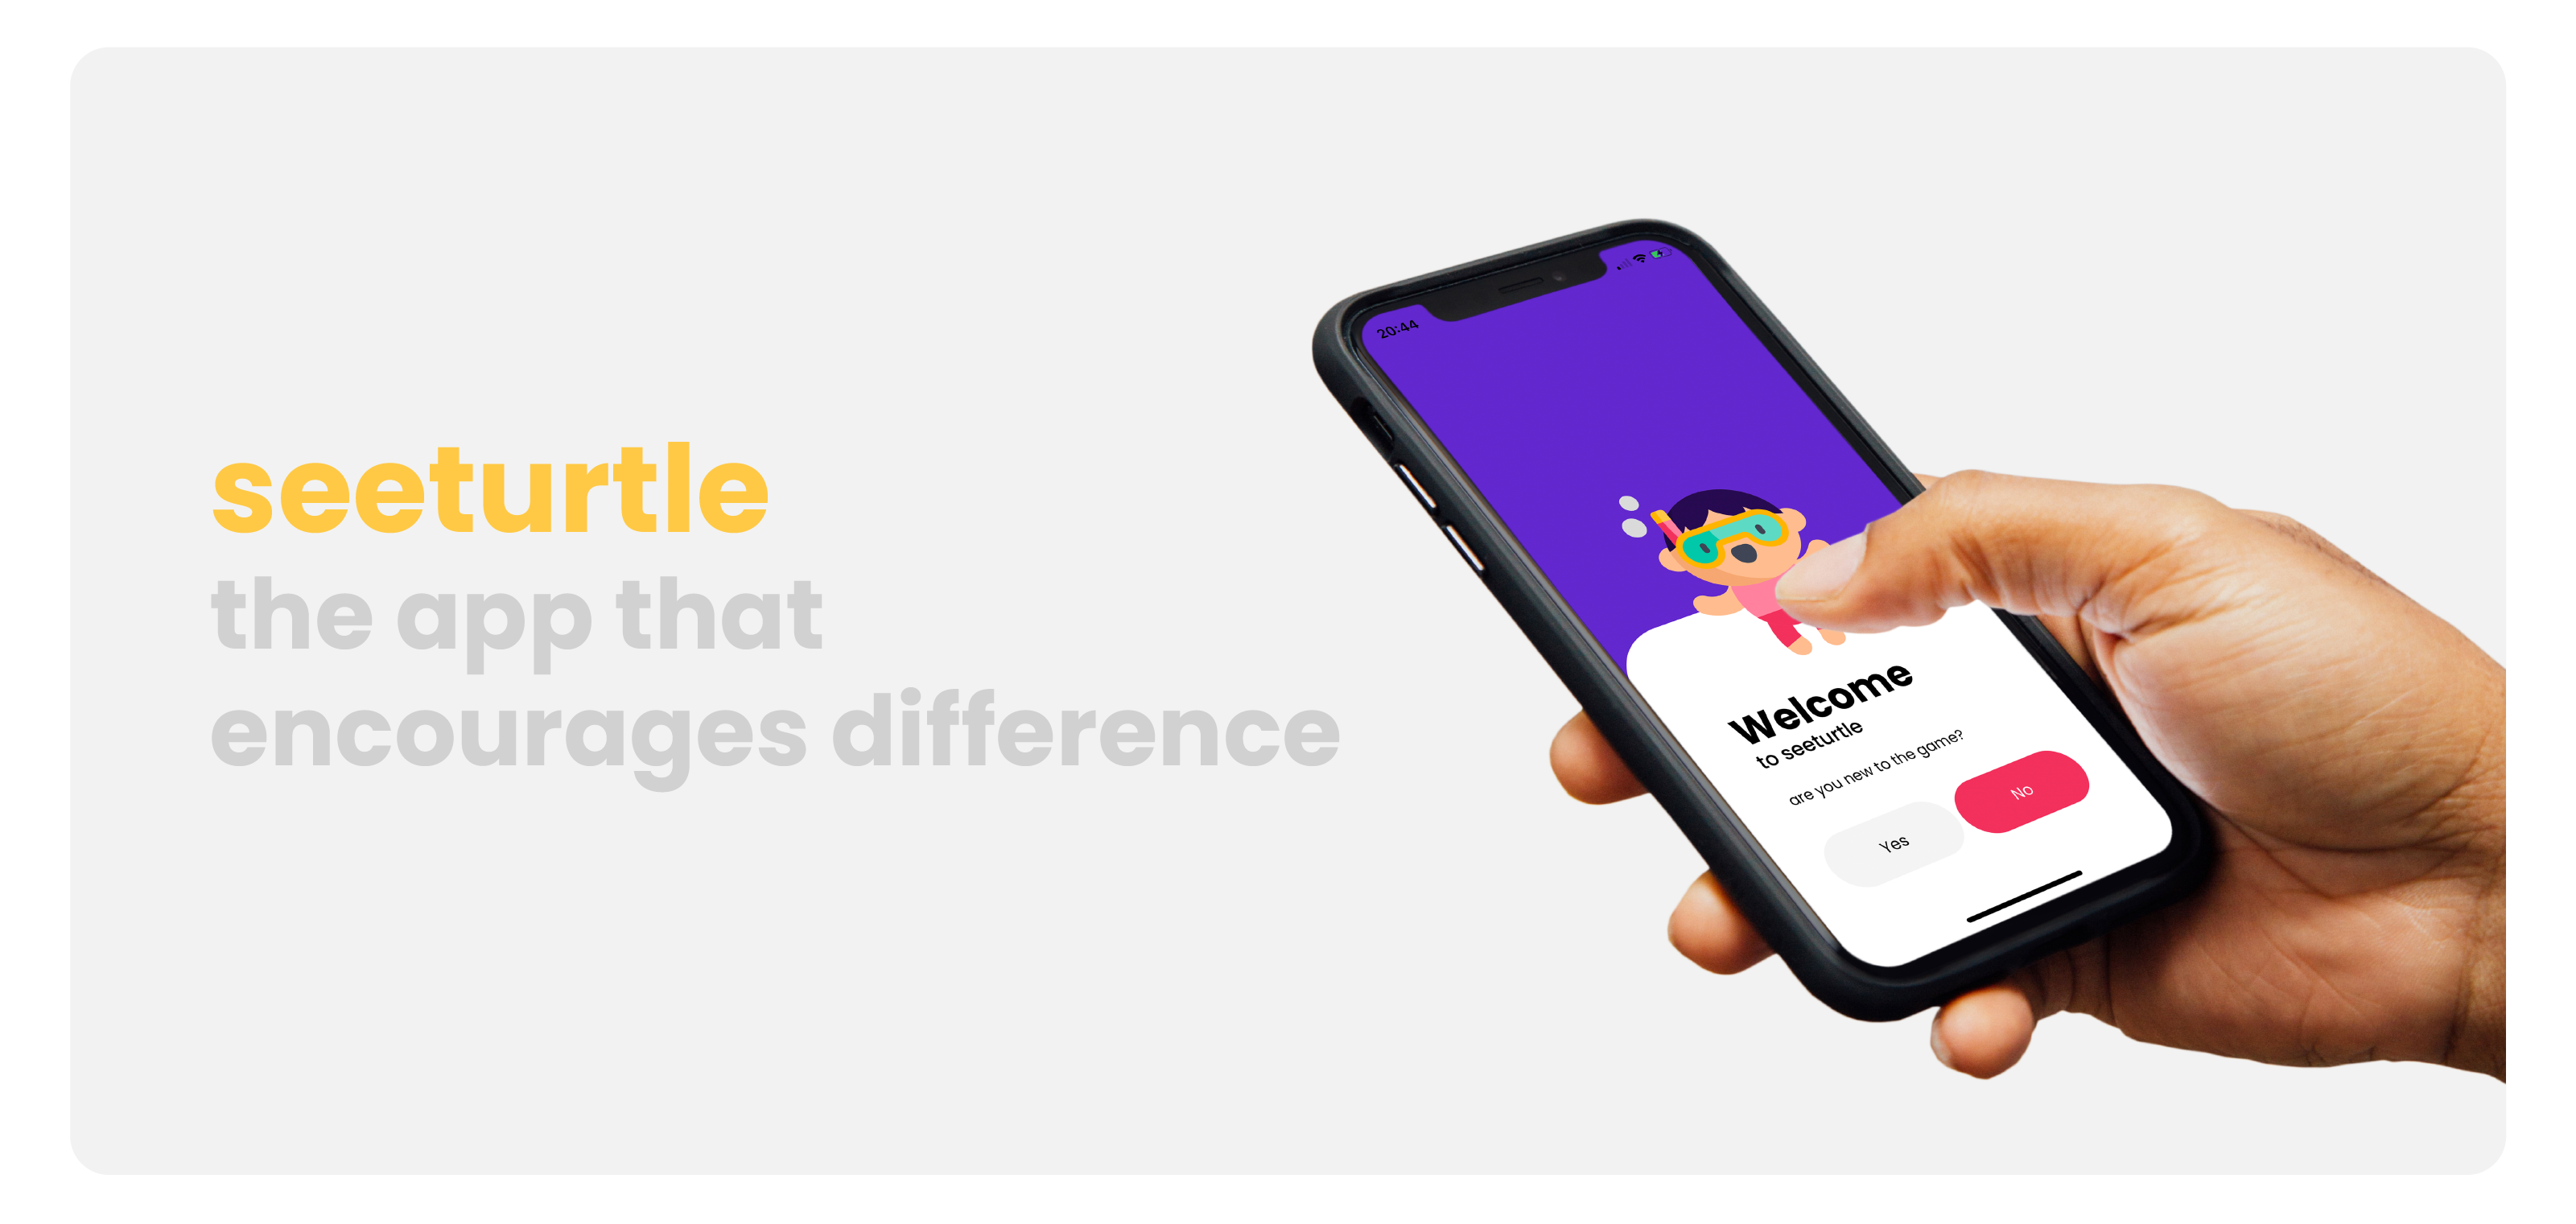 seeturtle
the app that
encourages difference
20:44
Welcome
to seeturtle
are you new to the game?
Yes
No